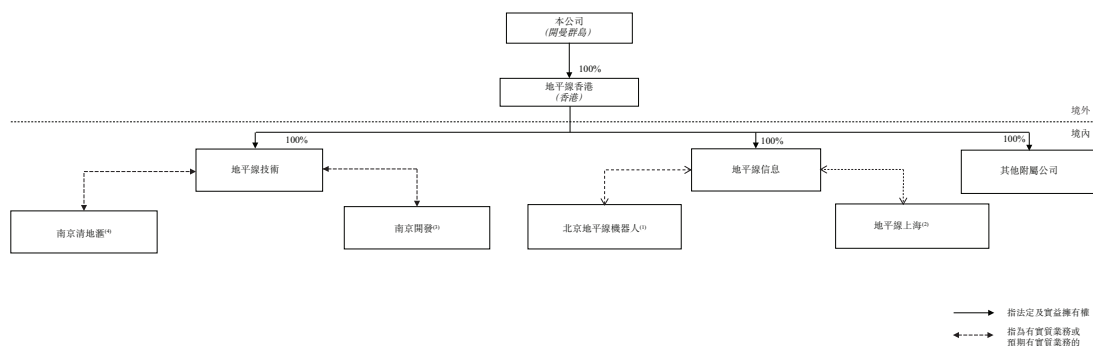 本公司
(開曼群島)
100%
地平線香港
(香港)
境外
境內
100%
100%
100%
地平線技術
地平線信息
其他附屬公司
南京清地滙(4)
南京開發(3)
北京地平線機器人(1)
地平線上海(2)
指法定及實益擁有權
指為有實質業務或
預期有實質業務的